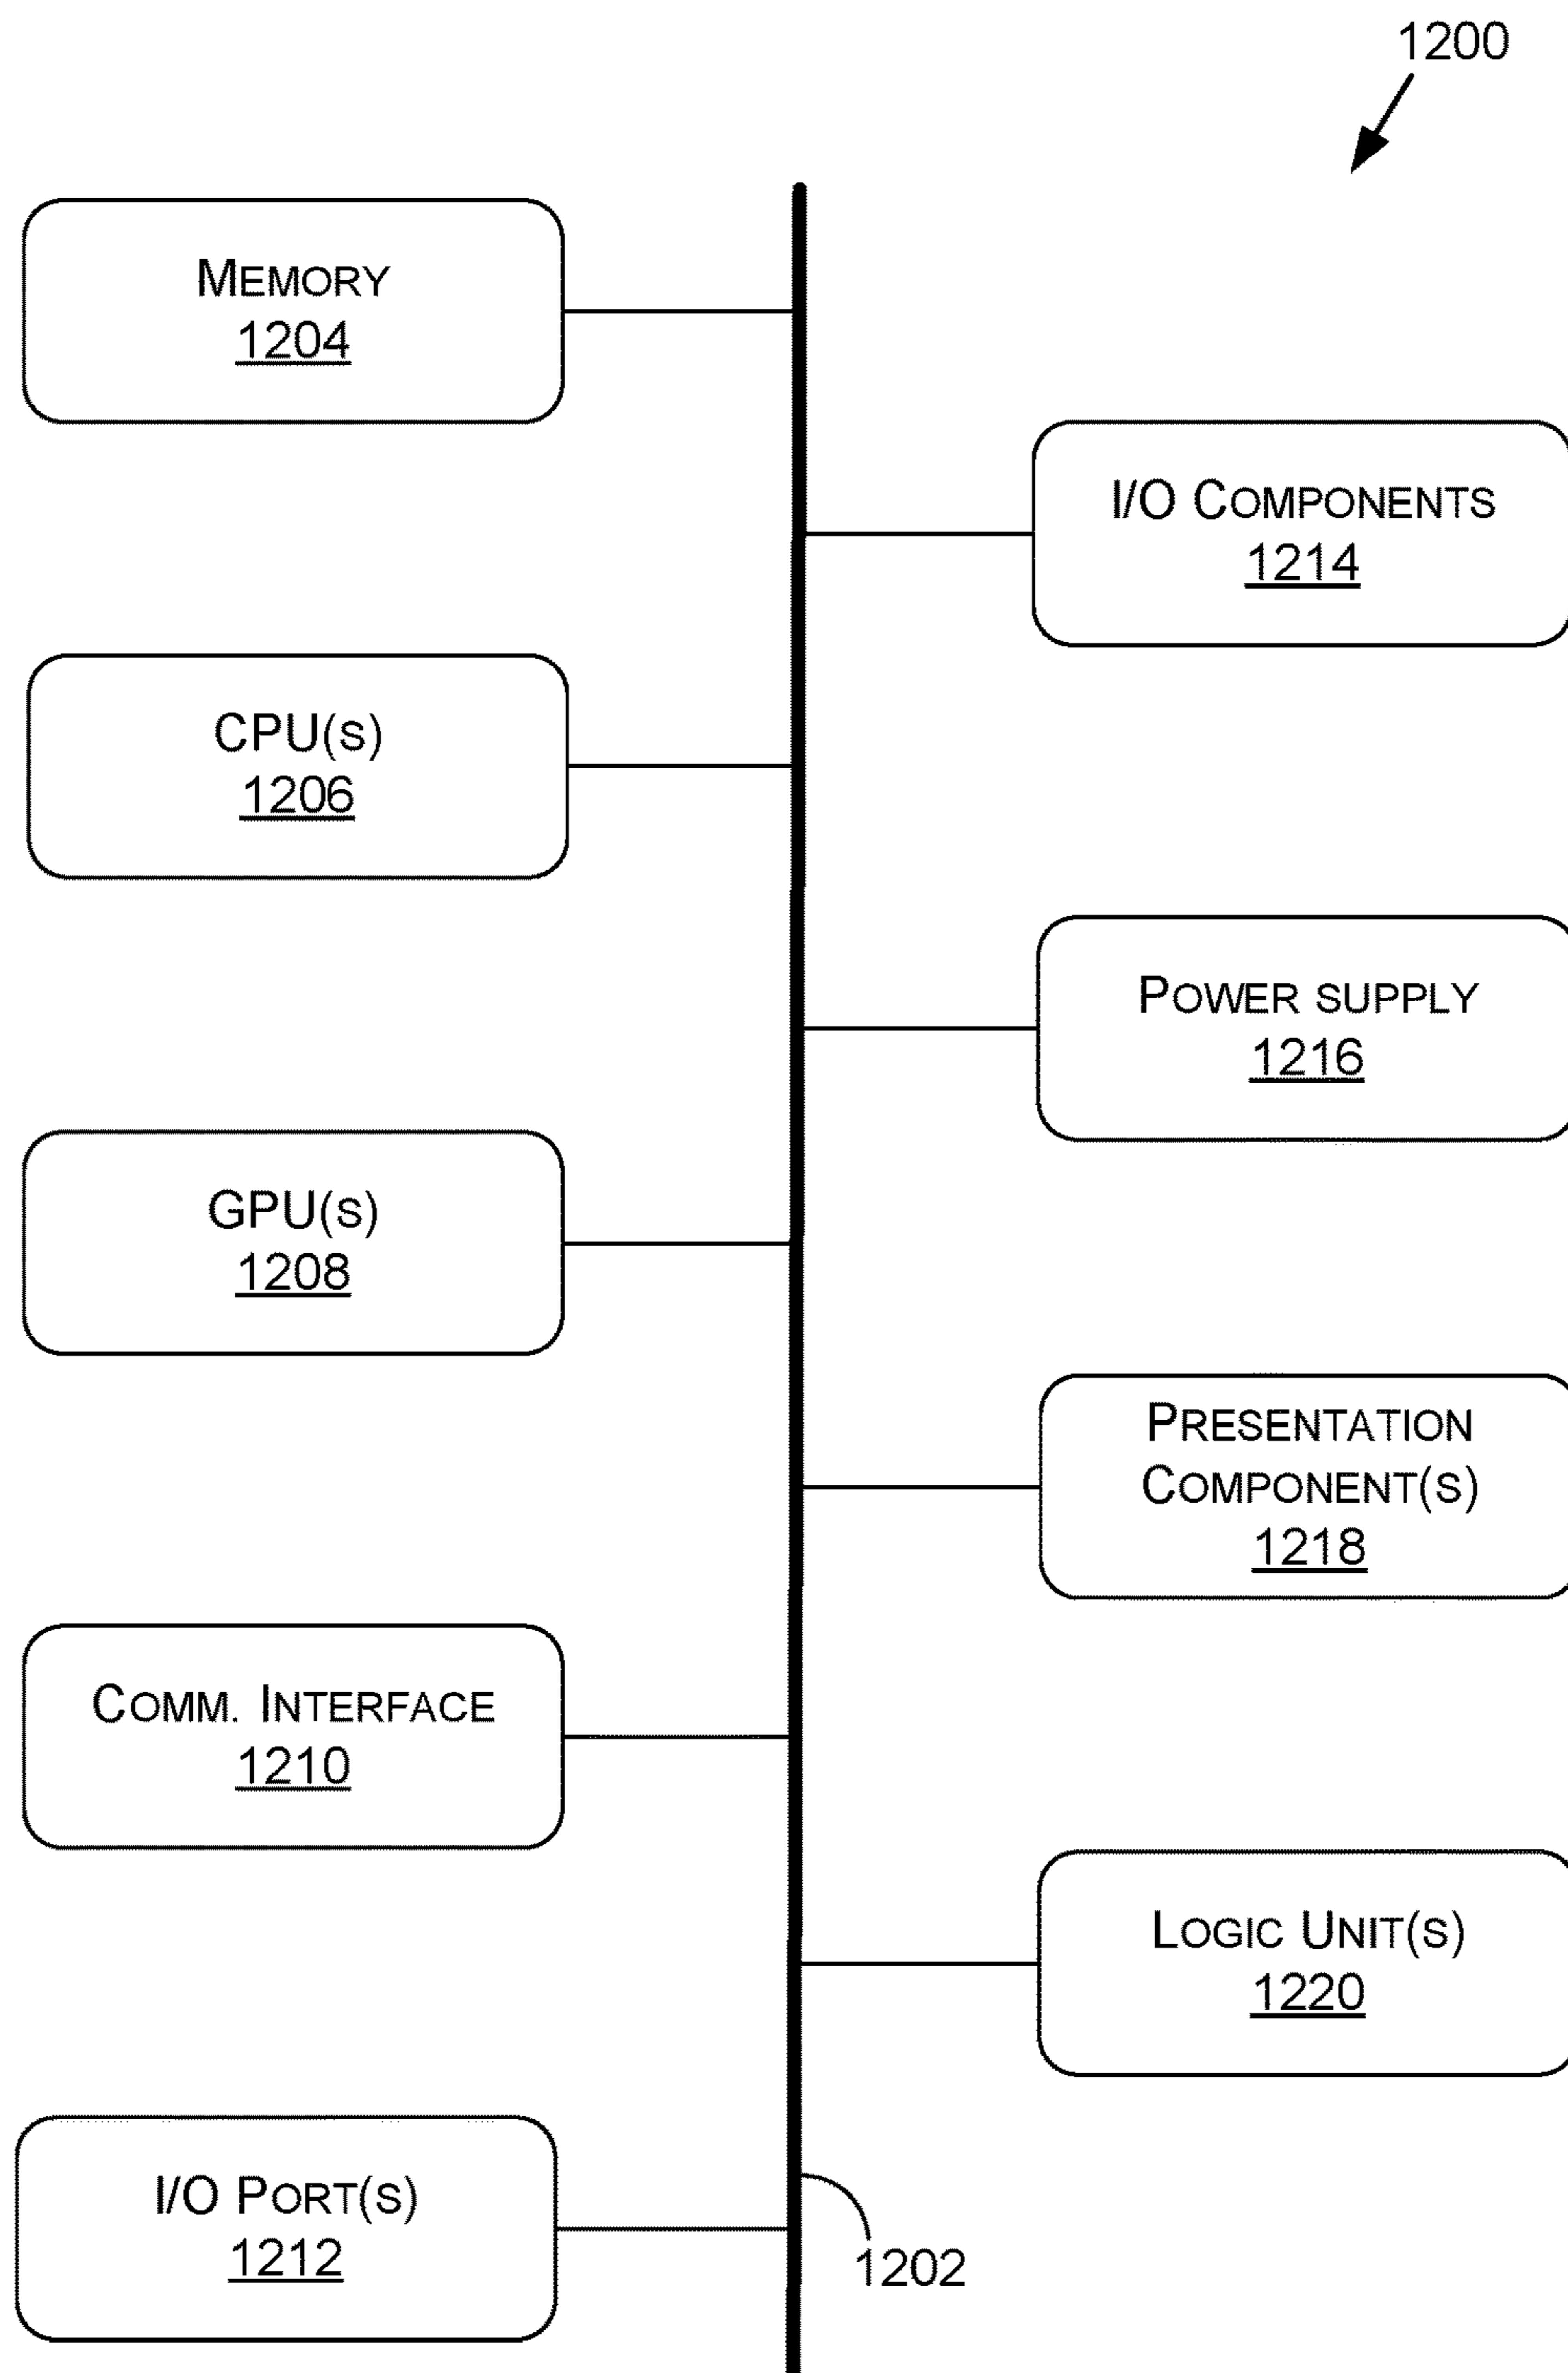 1200
MEMORY
1204
I/O COMPONENTS
1214
CPU(S)
1206
POWER SUPPLY
1216
GPU(S)
1208
PRESENTATION
COMPONENT(S)
1218
COMM. INTERFACE
1210
LOGIC UNIT(S)
1220
I/O PORT(S)
1212
1202